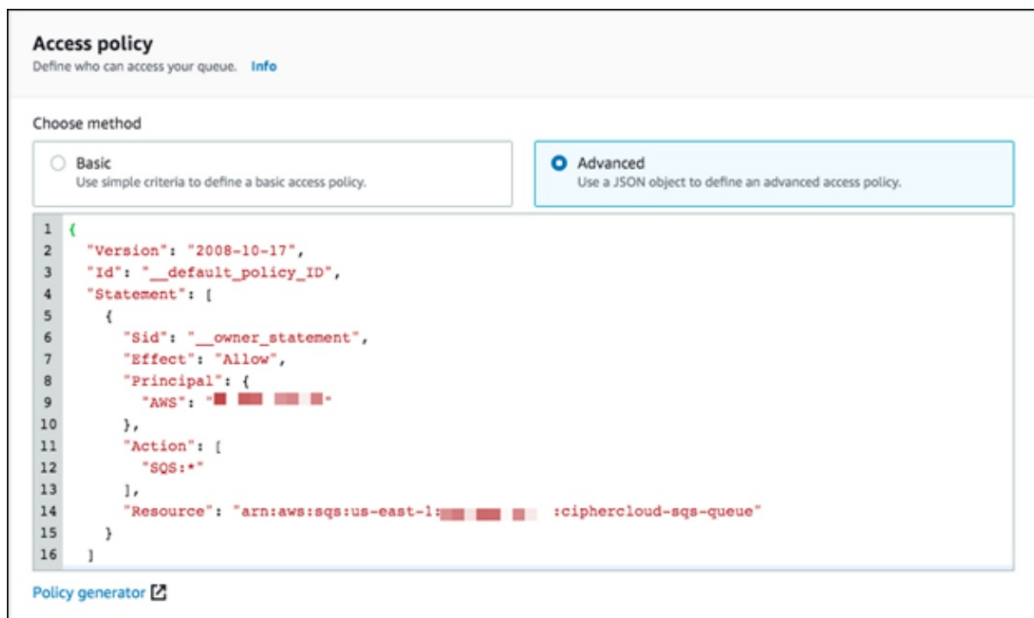 Access policy
Define who can access your queue. Info
Choose method
Basic
Use simple criteria to define a basic access policy.
Advanced
Use a JSON object to define an advanced access policy.
1 {
2 "Version": "2008-10-17",
3 "Id": "__default_policy_ID",
4 "Statement": [
5 {
6 "Sid": "__owner_statement",
7 "Effect": "Allow",
8 "Principal": {
9 "AWS": " "
10 },
11 "Action": [
12 "SQS:*"
13 ],
14 "Resource": "arn:aws:sqs:us-east-1: :ciphercloud-sqs-queue"
15 }
16 ]
Policy generator